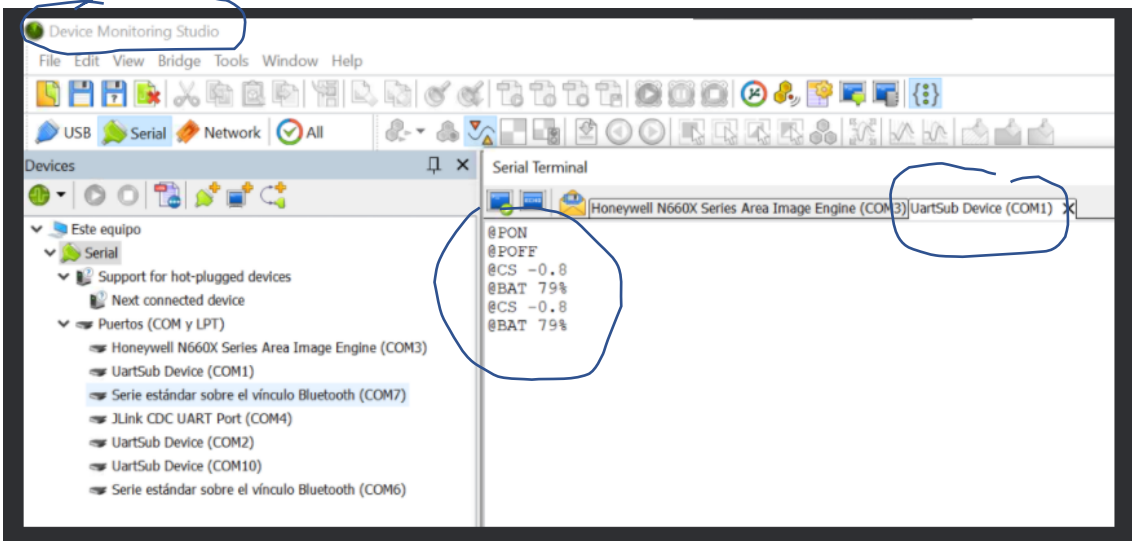 Device Monitoring Studio
File Edit View Bridge Tools Window Help
USB Serial Network All
Devices
Serial Terminal
Honeywell N660X Series Area Image Engine (COM3) UartSub Device (COM1)
Este equipo
Serial
Support for hot-plugged devices
Next connected device
Puertos (COM y LPT)
Honeywell N660X Series Area Image Engine (COM3)
UartSub Device (COM1)
Serie estándar sobre el vínculo Bluetooth (COM7)
JLink CDC UART Port (COM4)
UartSub Device (COM2)
UartSub Device (COM10)
Serie estándar sobre el vínculo Bluetooth (COM6)
@PON
@POFF
@CS -0.8
@BAT 79%
@CS -0.8
@BAT 79%